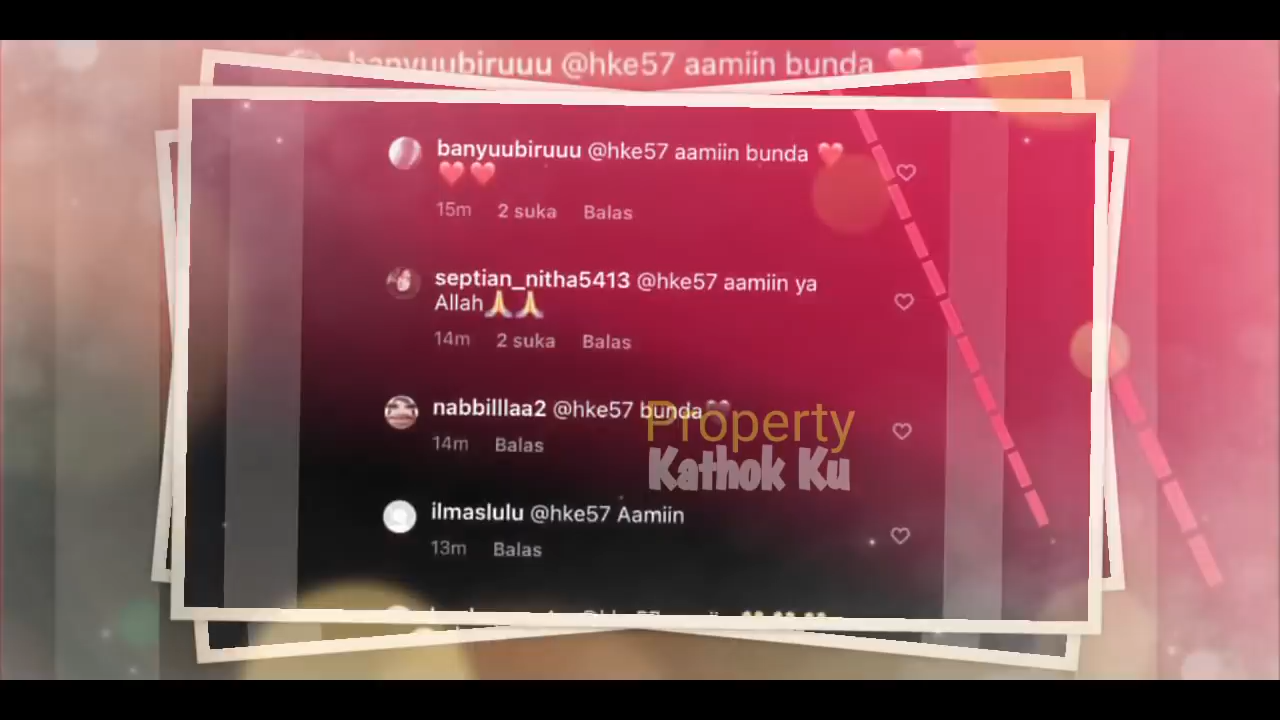 banyuubiruuu @hke57 aamiin bunda ❤️
banyuubiruuu @hke57 aamiin bunda ❤️
❤️❤️
15m 2 suka Balas
septian_nitha5413 @hke57 aamiin ya
Allah🙏🙏
14m 2 suka Balas
nabbilllaa2 @hke57 bunda❤️
14m Balas
Property
Kathok Ku
ilmaslulu @hke57 Aamiin
13m Balas